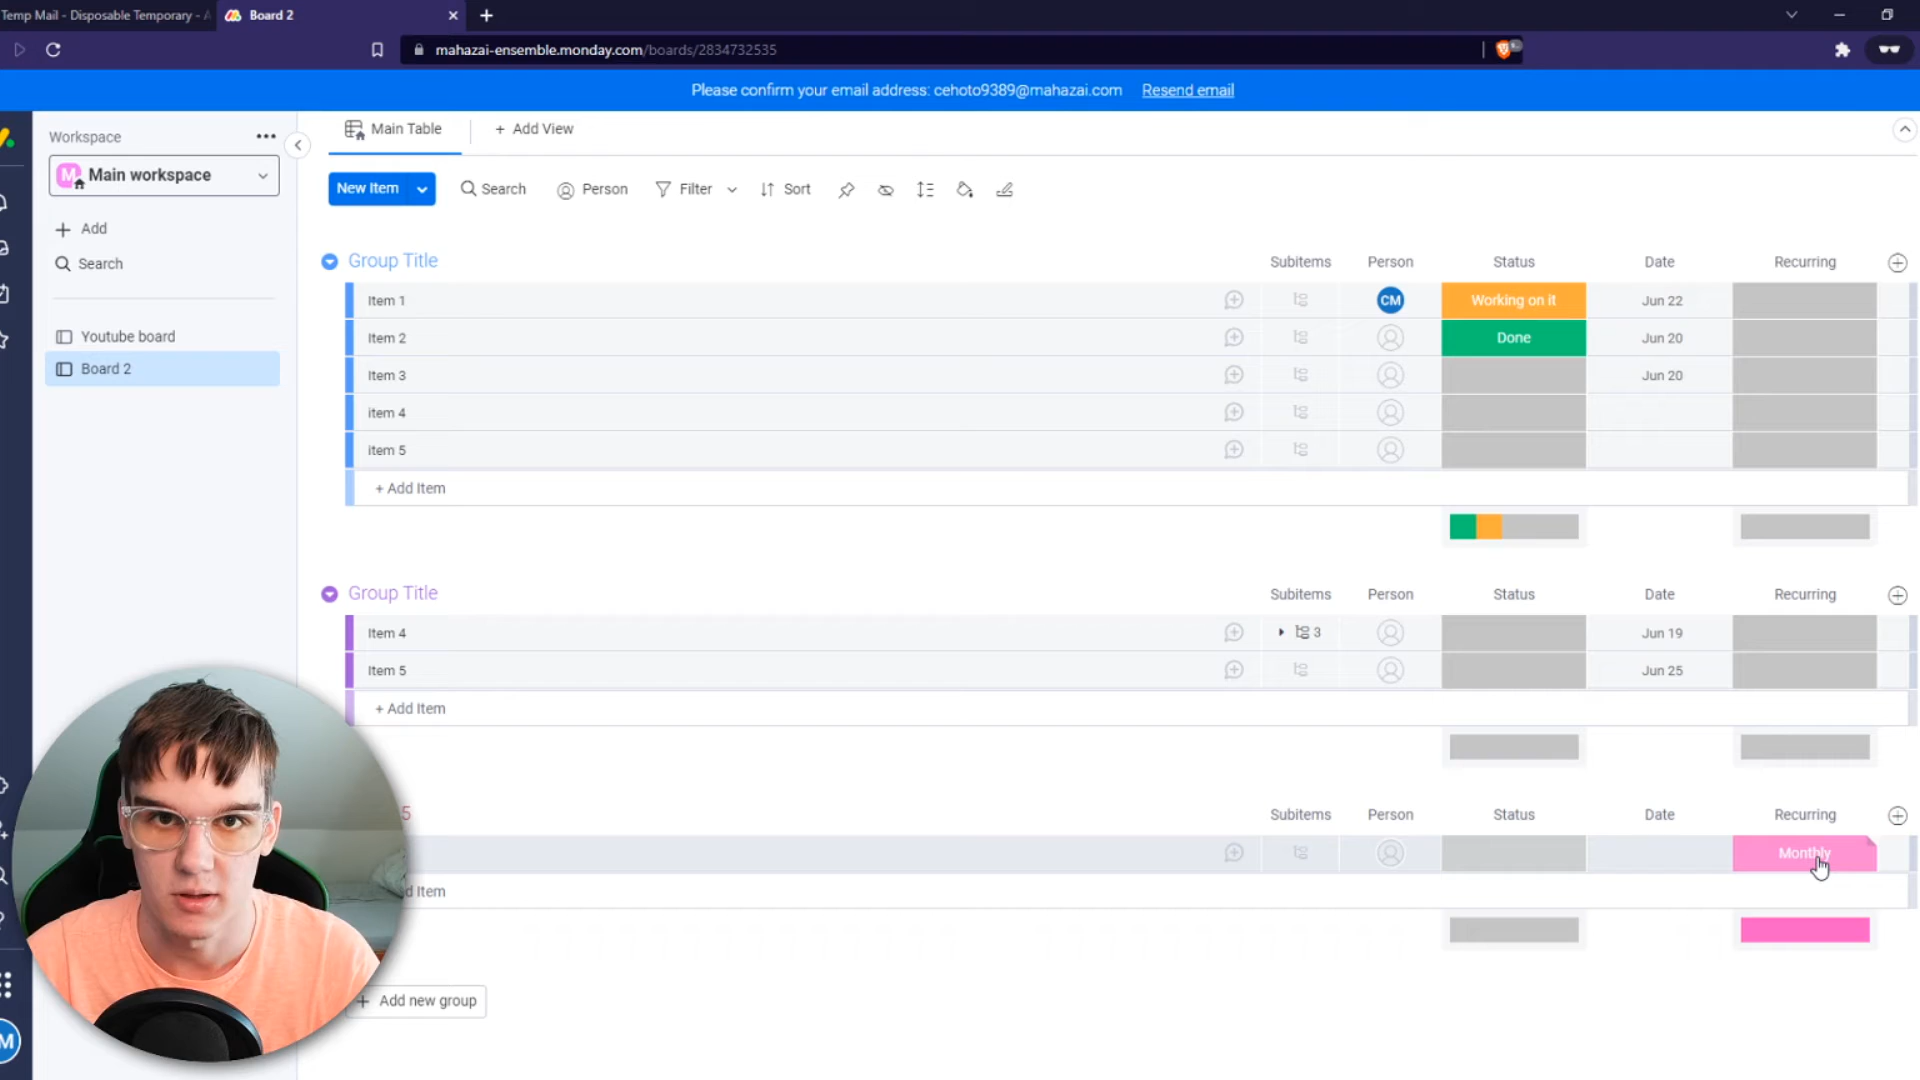 Temp Mail - Disposable Temporary -
Board 2
mahazai-ensemble.monday.com/boards/2834732535
Please confirm your email address: cehoto9389@mahazai.com Resend email
Workspace
M Main workspace
Add
Search
Youtube board
Board 2
Main Table
+ Add View
New Item
Search
Person
Filter
Sort
Group Title Subitems Person Status Date Recurring
Item 1 CM Working on it Jun 22
Item 2 Done Jun 20
Item 3 Jun 20
item 4
Item 5
+ Add Item
Group Title Subitems Person Status Date Recurring
Item 4 3 Jun 19
Item 5 Jun 25
+ Add Item
5 Subitems Person Status Date Recurring
Monthly
Item
+ Add new group
M